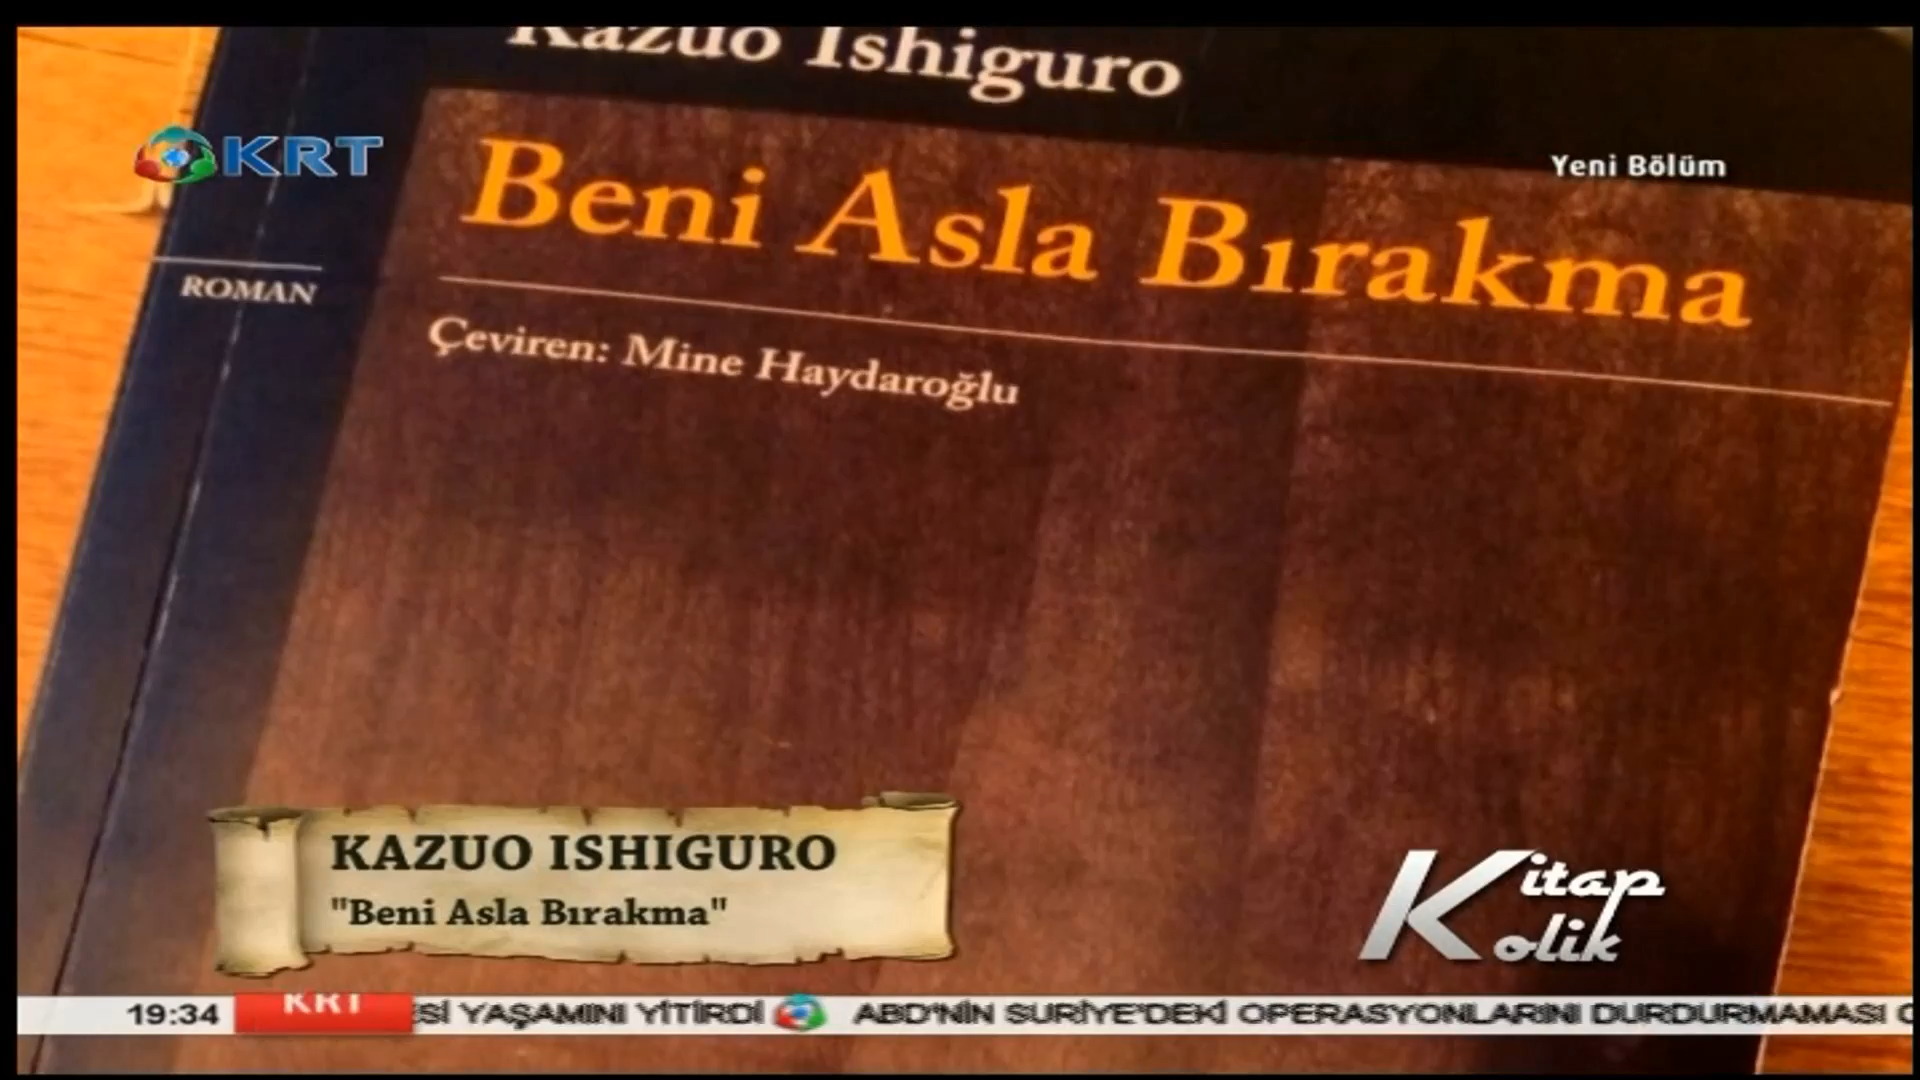 Kazuo Ishiguro
KRT
Yeni Bölüm
Beni Asla Bırakma
ROMAN
Çeviren: Mine Haydaroğlu
KAZUO ISHIGURO
"Beni Asla Bırakma"
Kitap
Kolik
19:34 KRT Sİ YAŞAMINI YİTİRDİ ABD'NİN SURİYE'DEKİ OPERASYONLARINI DURDURMAMASI